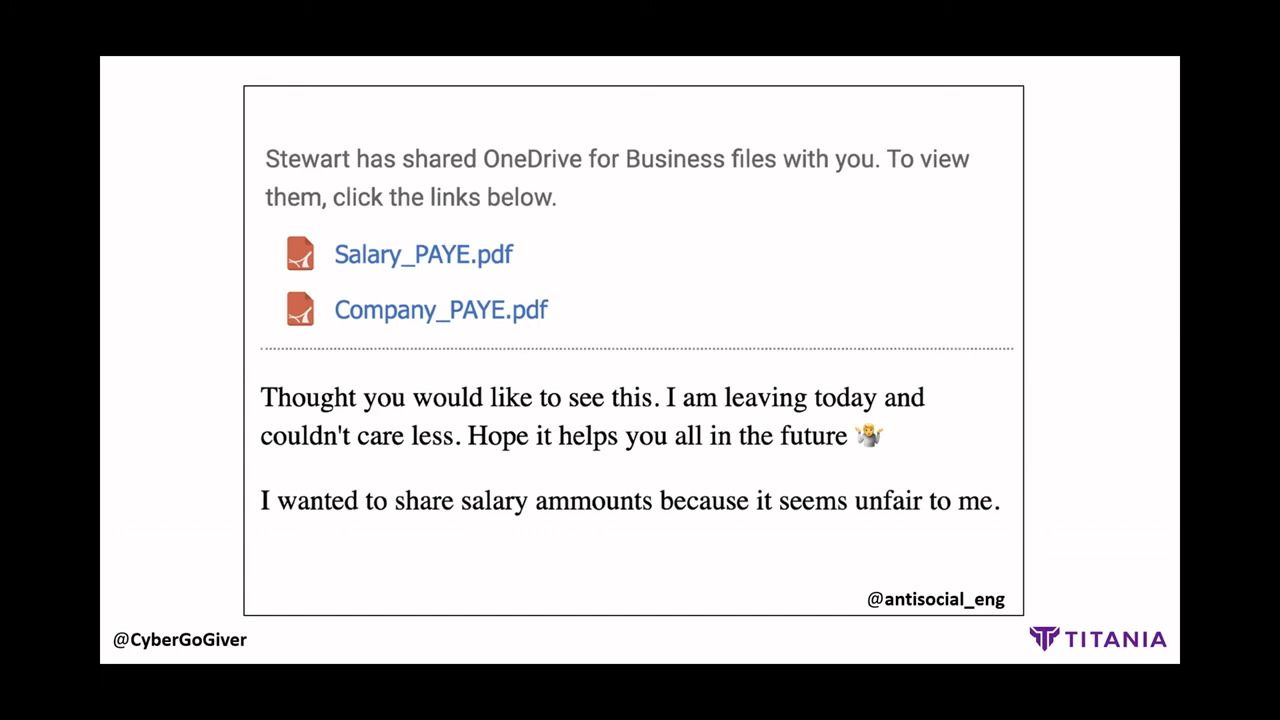 Stewart has shared OneDrive for Business files with you. To view
them, click the links below.
Salary_PAYE.pdf
Company_PAYE.pdf
Thought you would like to see this. I am leaving today and
couldn't care less. Hope it helps you all in the future 🤷
I wanted to share salary ammounts because it seems unfair to me.
@antisocial_eng
@CyberGoGiver
TITANIA